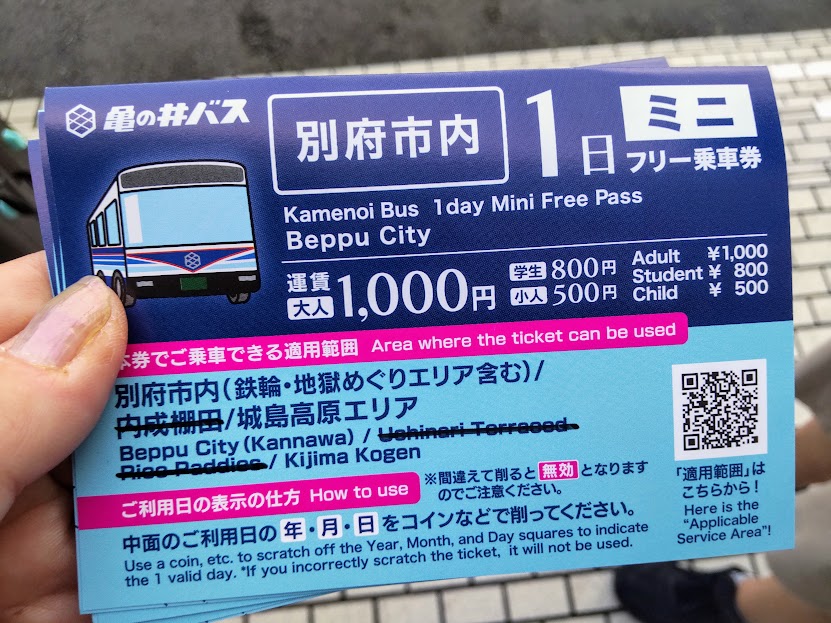 亀の井バス
別府市内
1日
ミニ
フリー乗車券
Kamenoi Bus 1day Mini Free Pass
Beppu City
運賃
大人 1,000円
学生 800円
小人 500円
Adult ¥1,000
Student ¥ 800
Child ¥ 500
本券でご乗車できる適用範囲 Area where the ticket can be used
別府市内(鉄輪・地獄めぐりエリア含む)/
内成棚田/城島高原エリア
Beppu City (Kannawa) / Uchinari Terraced
Rice Paddies / Kijima Kogen
ご利用日の表示の仕方 How to use
※間違えて削ると無効となります
のでご注意ください。
中面のご利用日の年・月・日をコインなどで削ってください。
Use a coin, etc. to scratch off the Year, Month, and Day squares to indicate
the 1 valid day. *If you incorrectly scratch the ticket, it will not be used.
「適用範囲」は
こちらから!
Here is the
"Applicable
Service Area"!